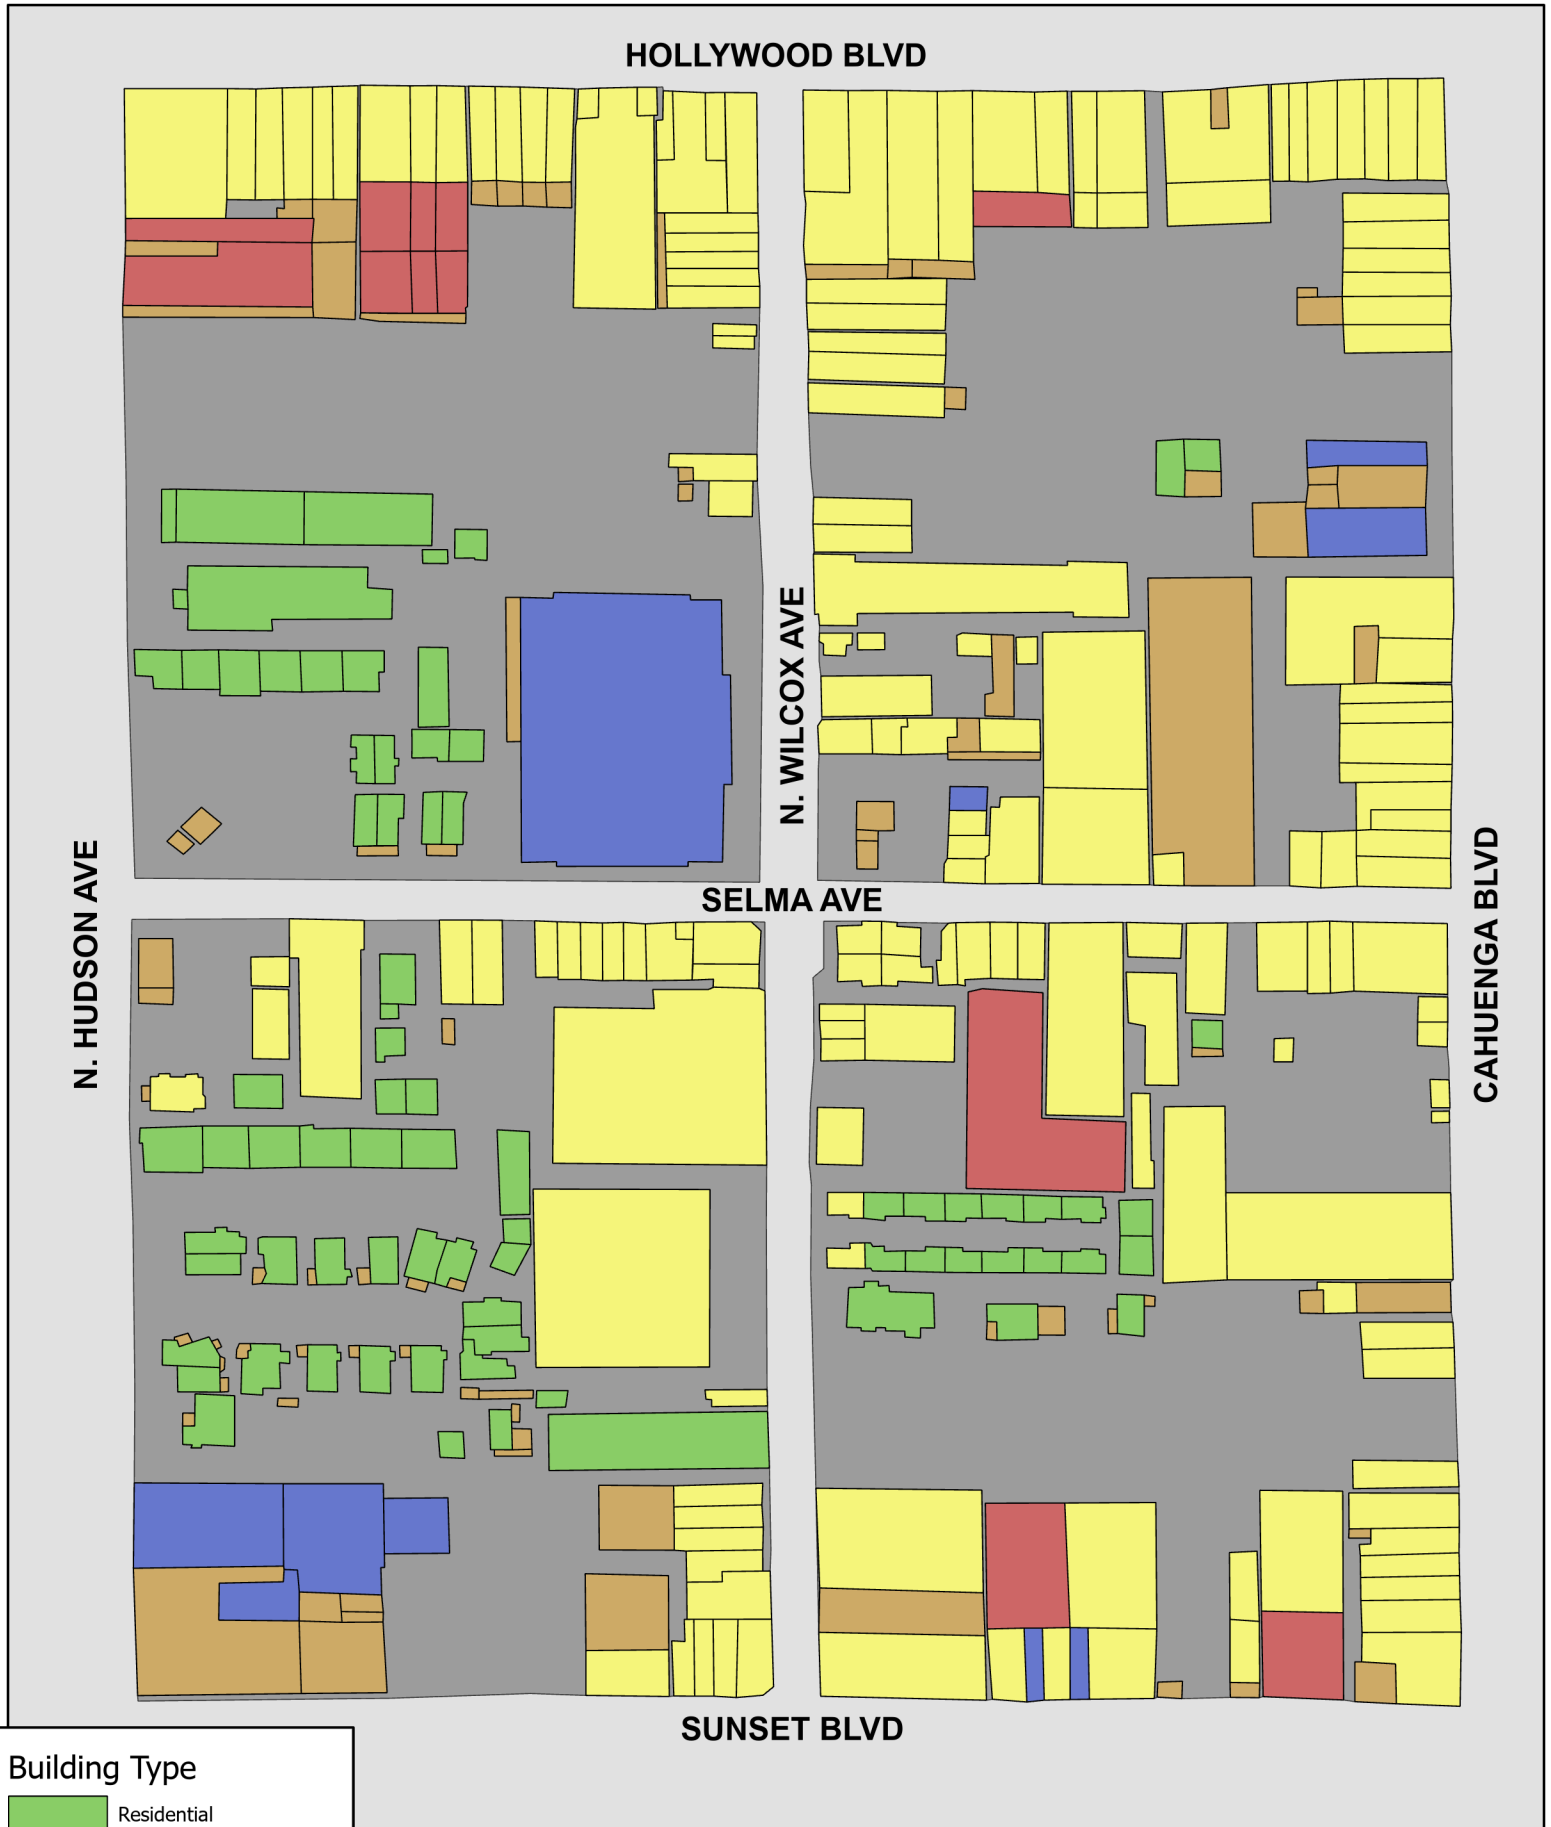 HOLLYWOOD BLVD
N. WILCOX AVE
N. HUDSON AVE
CAHUENGA BLVD
SELMA AVE
SUNSET BLVD
Building Type
Residential